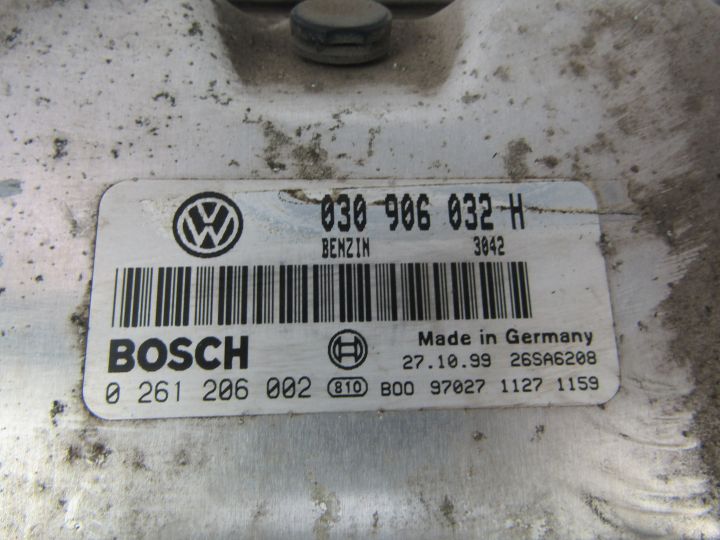 030 906 032 H
BENZIN 3042
BOSCH
Made in Germany
27.10.99 26SA6208
0 261 206 002 810 B00 97027 1127 1159